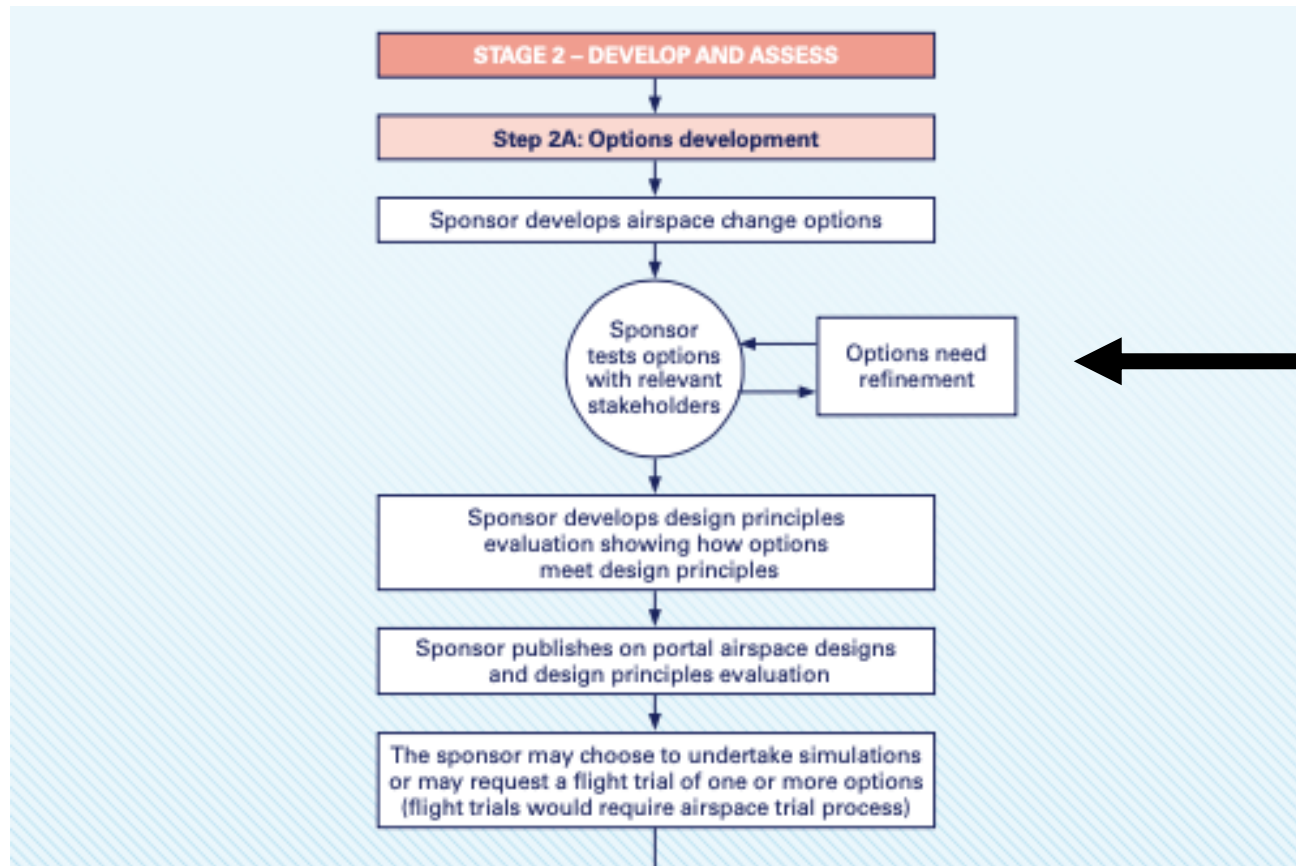 STAGE 2 – DEVELOP AND ASSESS
Step 2A: Options development
Sponsor develops airspace change options
Sponsor
tests options
with relevant
stakeholders
Options need
refinement
Sponsor develops design principles
evaluation showing how options
meet design principles
Sponsor publishes on portal airspace designs
and design principles evaluation
The sponsor may choose to undertake simulations
or may request a flight trial of one or more options
(flight trials would require airspace trial process)